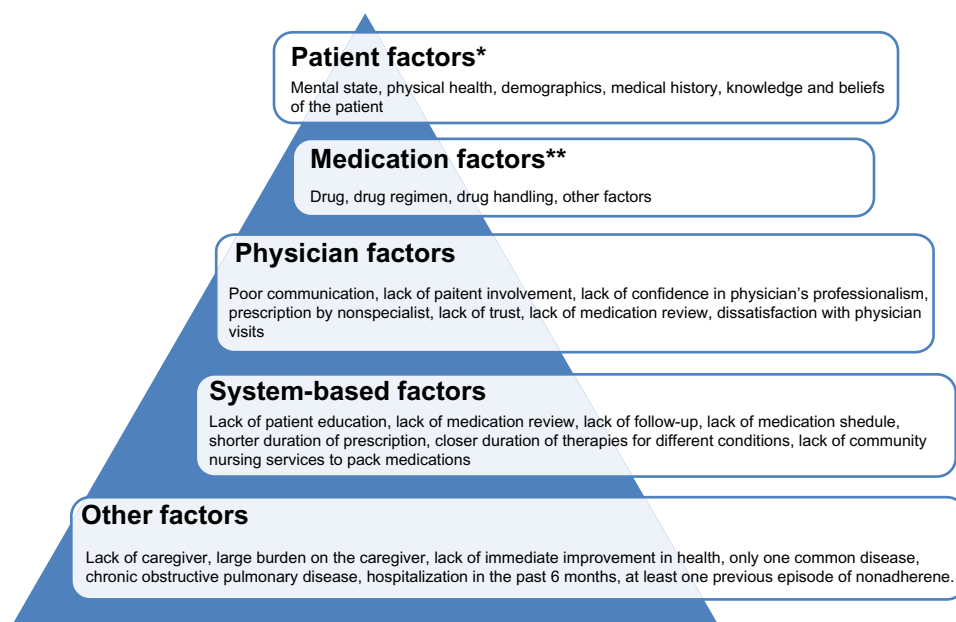 Patient factors*
Mental state, physical health, demographics, medical history, knowledge and beliefs
of the patient
Medication factors**
Drug, drug regimen, drug handling, other factors
Physician factors
Poor communication, lack of paitent involvement, lack of confidence in physician's professionalism,
prescription by nonspecialist, lack of trust, lack of medication review, dissatisfaction with physician
visits
System-based factors
Lack of patient education, lack of medication review, lack of follow-up, lack of medication shedule,
shorter duration of prescription, closer duration of therapies for different conditions, lack of community
nursing services to pack medications
Other factors
Lack of caregiver, large burden on the caregiver, lack of immediate improvement in health, only one common disease,
chronic obstructive pulmonary disease, hospitalization in the past 6 months, at least one previous episode of nonadherene.